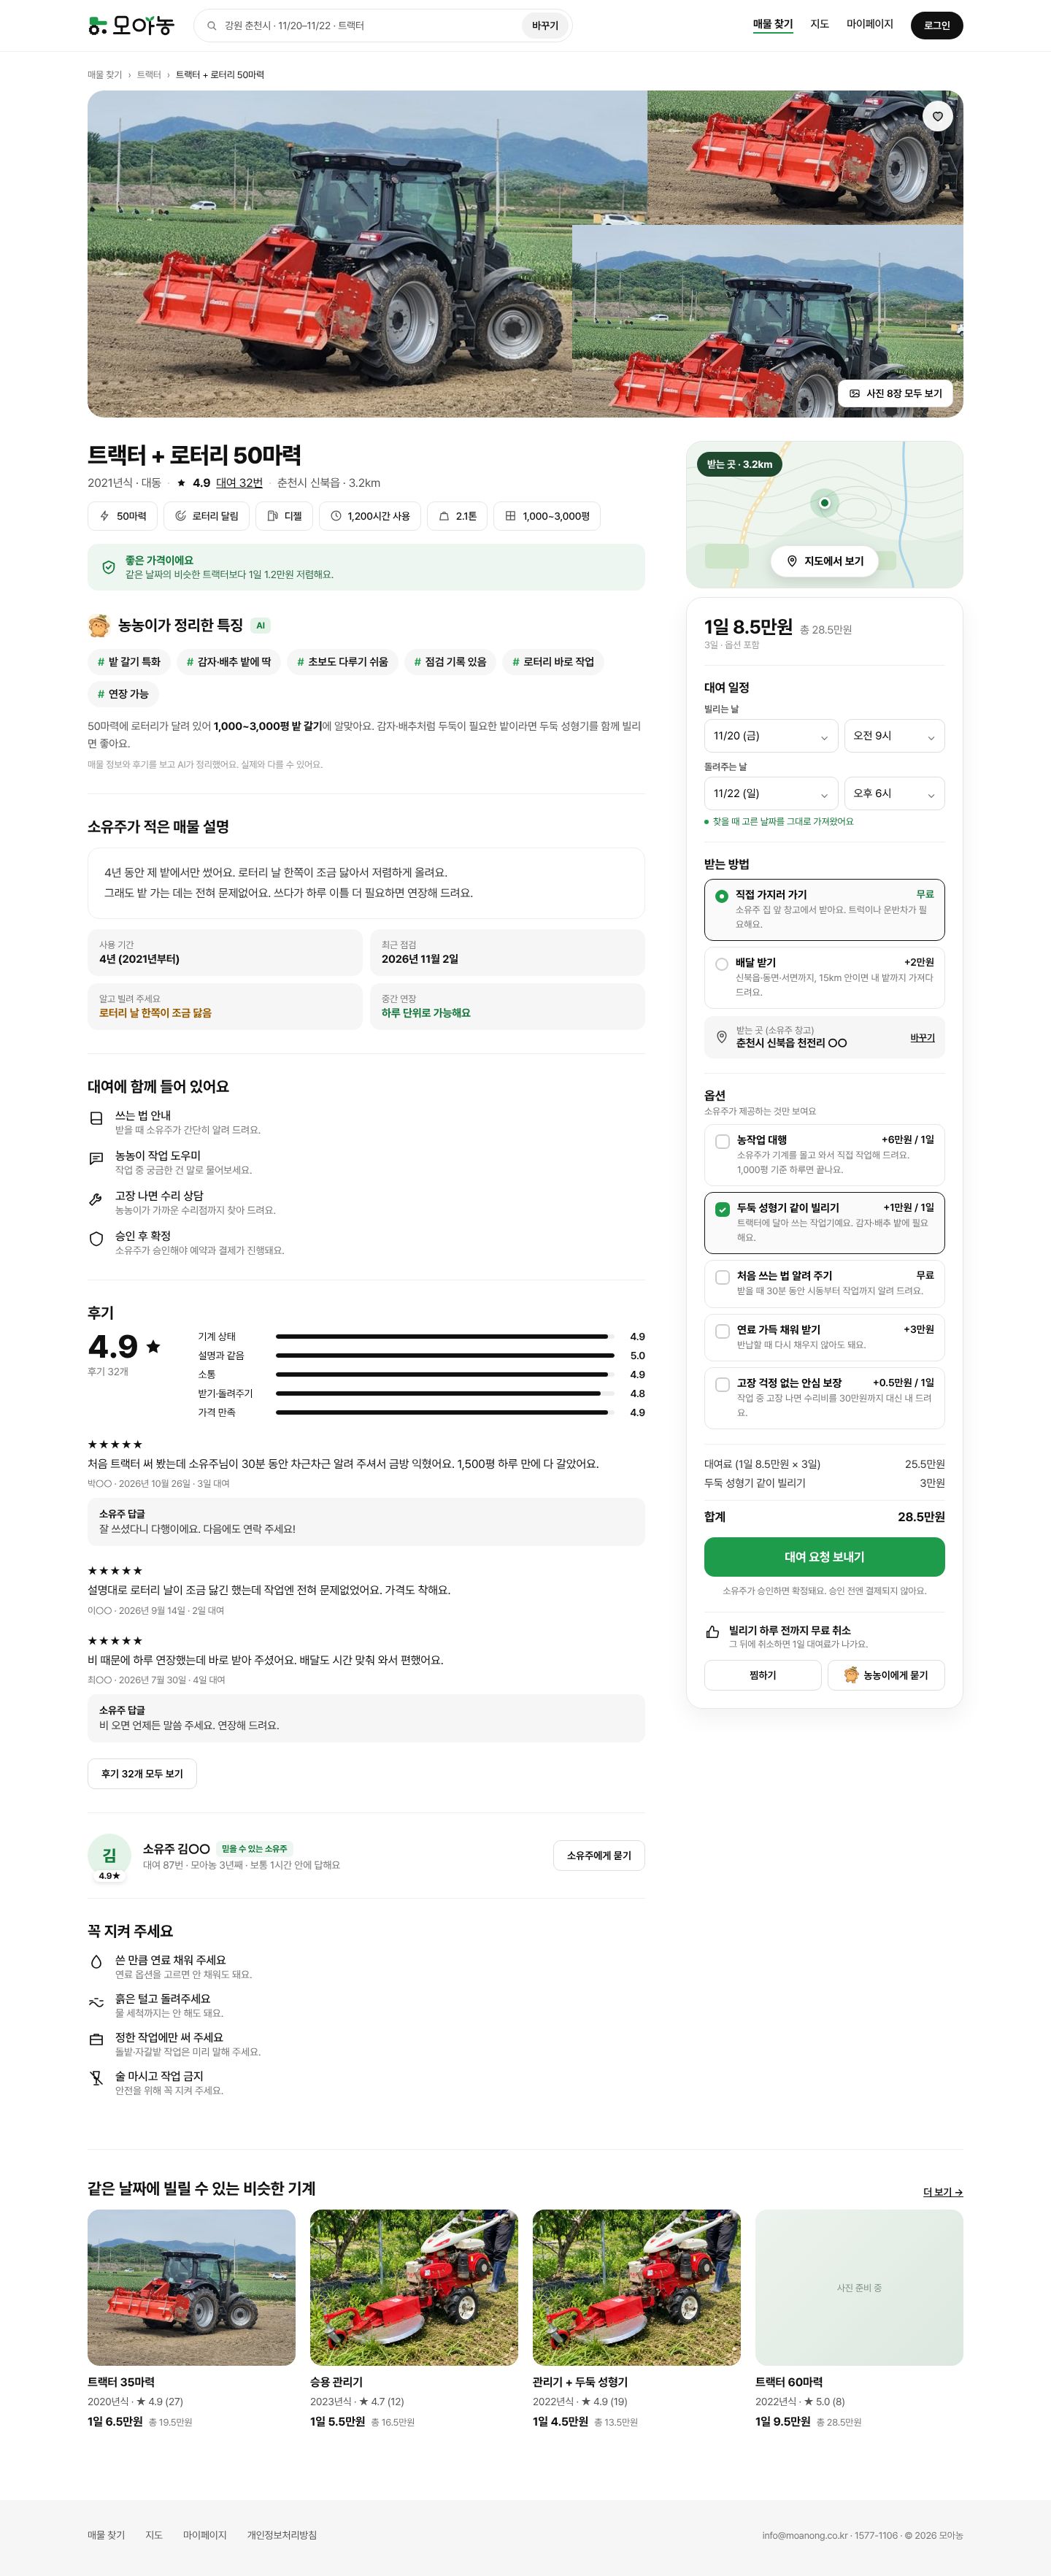 모아농
강원 춘천시 · 11/20–11/22 · 트랙터
바꾸기
매물 찾기
지도
마이페이지
로그인
매물 찾기 › 트랙터 › 트랙터 + 로터리 50마력
사진 8장 모두 보기
트랙터 + 로터리 50마력
2021년식 · 대동 · ★ 4.9 대여 32번 · 춘천시 신북읍 · 3.2km
50마력
로터리 달림
디젤
1,200시간 사용
2.1톤
1,000~3,000평
좋은 가격이에요
같은 날짜의 비슷한 트랙터보다 1일 1.2만원 저렴해요.
농농이가 정리한 특징 AI
# 밭 갈기 특화
# 감자·배추 밭에 딱
# 초보도 다루기 쉬움
# 점검 기록 있음
# 로터리 바로 작업
# 연장 가능
50마력에 로터리가 달려 있어 1,000~3,000평 밭 갈기에 알맞아요. 감자·배추처럼 두둑이 필요한 밭이라면 두둑 성형기를 함께 빌리
면 좋아요.
매물 정보와 후기를 보고 AI가 정리했어요. 실제와 다를 수 있어요.
소유주가 적은 매물 설명
4년 동안 제 밭에서만 썼어요. 로터리 날 한쪽이 조금 닳아서 저렴하게 올려요.
그래도 밭 가는 데는 전혀 문제없어요. 쓰다가 하루 이틀 더 필요하면 연장해 드려요.
사용 기간
4년 (2021년부터)
최근 점검
2026년 11월 2일
알고 빌려 주세요
로터리 날 한쪽이 조금 닳음
중간 연장
하루 단위로 가능해요
대여에 함께 들어 있어요
쓰는 법 안내
받을 때 소유주가 간단히 알려 드려요.
농농이 작업 도우미
작업 중 궁금한 건 말로 물어보세요.
고장 나면 수리 상담
농농이가 가까운 수리점까지 찾아 드려요.
승인 후 확정
소유주가 승인해야 예약과 결제가 진행돼요.
후기
4.9 ★
후기 32개
기계 상태 4.9
설명과 같음 5.0
소통 4.9
받기·돌려주기 4.8
가격 만족 4.9
★★★★★
처음 트랙터 써 봤는데 소유주님이 30분 동안 차근차근 알려 주셔서 금방 익혔어요. 1,500평 하루 만에 다 갈았어요.
박○○ · 2026년 10월 26일 · 3일 대여
소유주 답글
잘 쓰셨다니 다행이에요. 다음에도 연락 주세요!
★★★★★
설명대로 로터리 날이 조금 닳긴 했는데 작업엔 전혀 문제없었어요. 가격도 착해요.
이○○ · 2026년 9월 14일 · 2일 대여
★★★★★
비 때문에 하루 연장했는데 바로 받아 주셨어요. 배달도 시간 맞춰 와서 편했어요.
최○○ · 2026년 7월 30일 · 4일 대여
소유주 답글
비 오면 언제든 말씀 주세요. 연장해 드려요.
후기 32개 모두 보기
김
4.9★
소유주 김○○ 믿을 수 있는 소유주
대여 87번 · 모아농 3년째 · 보통 1시간 안에 답해요
소유주에게 묻기
꼭 지켜 주세요
쓴 만큼 연료 채워 주세요
연료 옵션을 고르면 안 채워도 돼요.
흙은 털고 돌려주세요
물 세척까지는 안 해도 돼요.
정한 작업에만 써 주세요
돌밭·자갈밭 작업은 미리 말해 주세요.
술 마시고 작업 금지
안전을 위해 꼭 지켜 주세요.
받는 곳 · 3.2km
지도에서 보기
1일 8.5만원 총 28.5만원
3일 · 옵션 포함
대여 일정
빌리는 날
11/20 (금)
오전 9시
돌려주는 날
11/22 (일)
오후 6시
찾을 때 고른 날짜를 그대로 가져왔어요
받는 방법
직접 가지러 가기 무료
소유주 집 앞 창고에서 받아요. 트럭이나 운반차가 필
요해요.
배달 받기 +2만원
신북읍·동면·서면까지, 15km 안이면 내 밭까지 가져다
드려요.
받는 곳 (소유주 창고)
춘천시 신북읍 천전리 ○○
바꾸기
옵션
소유주가 제공하는 것만 보여요
농작업 대행 +6만원 / 1일
소유주가 기계를 몰고 와서 직접 작업해 드려요.
1,000평 기준 하루면 끝나요.
두둑 성형기 같이 빌리기 +1만원 / 1일
트랙터에 달아 쓰는 작업기예요. 감자·배추 밭에 필요
해요.
처음 쓰는 법 알려 주기 무료
받을 때 30분 동안 시동부터 작업까지 알려 드려요.
연료 가득 채워 받기 +3만원
반납할 때 다시 채우지 않아도 돼요.
고장 걱정 없는 안심 보장 +0.5만원 / 1일
작업 중 고장 나면 수리비를 30만원까지 대신 내 드려
요.
대여료 (1일 8.5만원 × 3일) 25.5만원
두둑 성형기 같이 빌리기 3만원
합계 28.5만원
대여 요청 보내기
소유주가 승인하면 확정돼요. 승인 전엔 결제되지 않아요.
빌리기 하루 전까지 무료 취소
그 뒤에 취소하면 1일 대여료가 나가요.
찜하기
농농이에게 묻기
같은 날짜에 빌릴 수 있는 비슷한 기계
더 보기 →
사진 준비 중
트랙터 35마력
2020년식 · ★ 4.9 (27)
1일 6.5만원 총 19.5만원
승용 관리기
2023년식 · ★ 4.7 (12)
1일 5.5만원 총 16.5만원
관리기 + 두둑 성형기
2022년식 · ★ 4.9 (19)
1일 4.5만원 총 13.5만원
트랙터 60마력
2022년식 · ★ 5.0 (8)
1일 9.5만원 총 28.5만원
매물 찾기
지도
마이페이지
개인정보처리방침
info@moanong.co.kr · 1577-1106 · © 2026 모아농